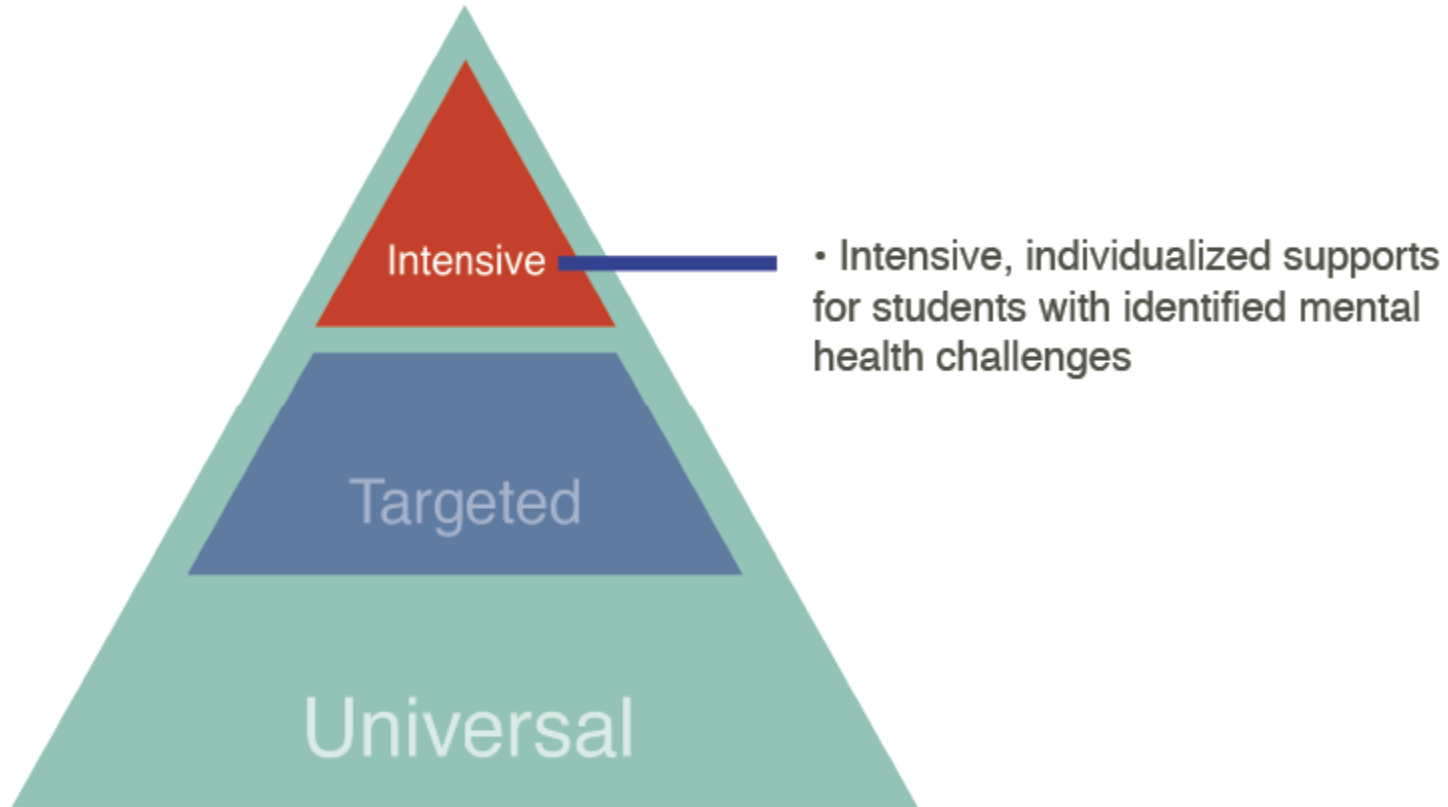 Intensive
• Intensive, individualized supports
for students with identified mental
health challenges
Targeted
Universal